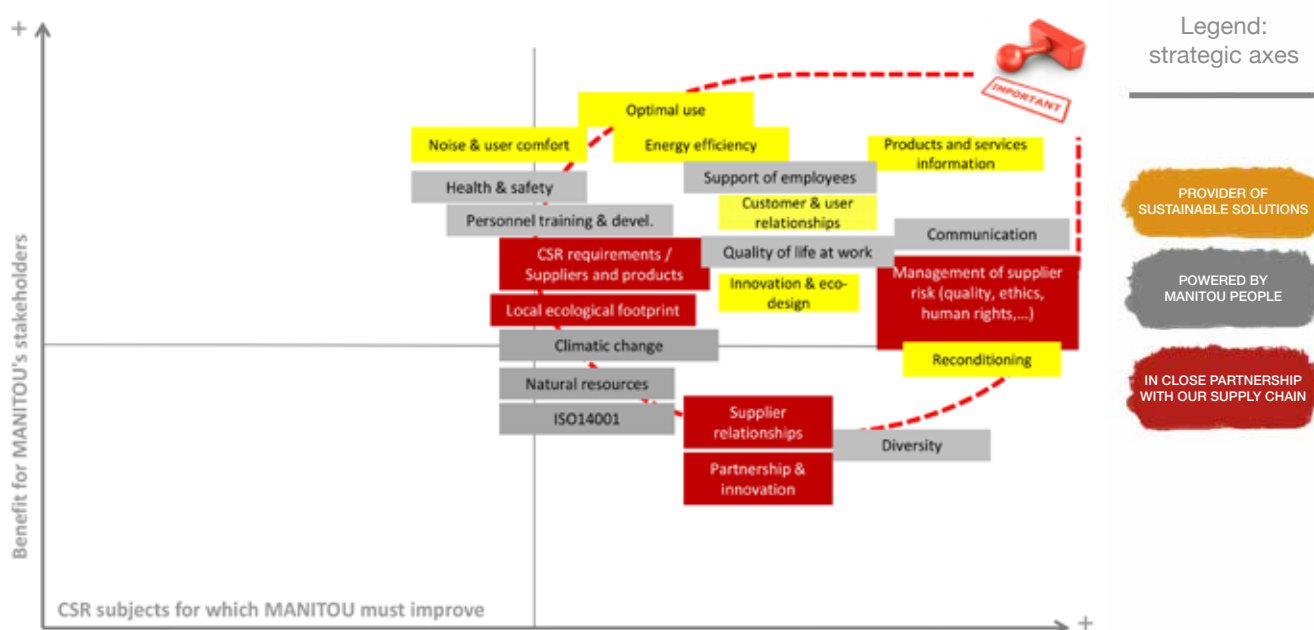 +
Legend:
strategic axes
IMPORTANT
Optimal use
Noise & user comfort
Energy efficiency
Products and services
information
Support of employees
Health & safety
Customer & user
relationships
Personnel training & devel.
Communication
CSR requirements /
Suppliers and products
Quality of life at work
Management of supplier
risk (quality, ethics,
human rights,...)
Innovation & eco-
design
Local ecological footprint
Climatic change
Reconditioning
Natural resources
ISO14001
Supplier
relationships
Diversity
Partnership &
innovation
PROVIDER OF
SUSTAINABLE SOLUTIONS
POWERED BY
MANITOU PEOPLE
IN CLOSE PARTNERSHIP
WITH OUR SUPPLY CHAIN
Benefit for MANITOU's stakeholders
CSR subjects for which MANITOU must improve
+